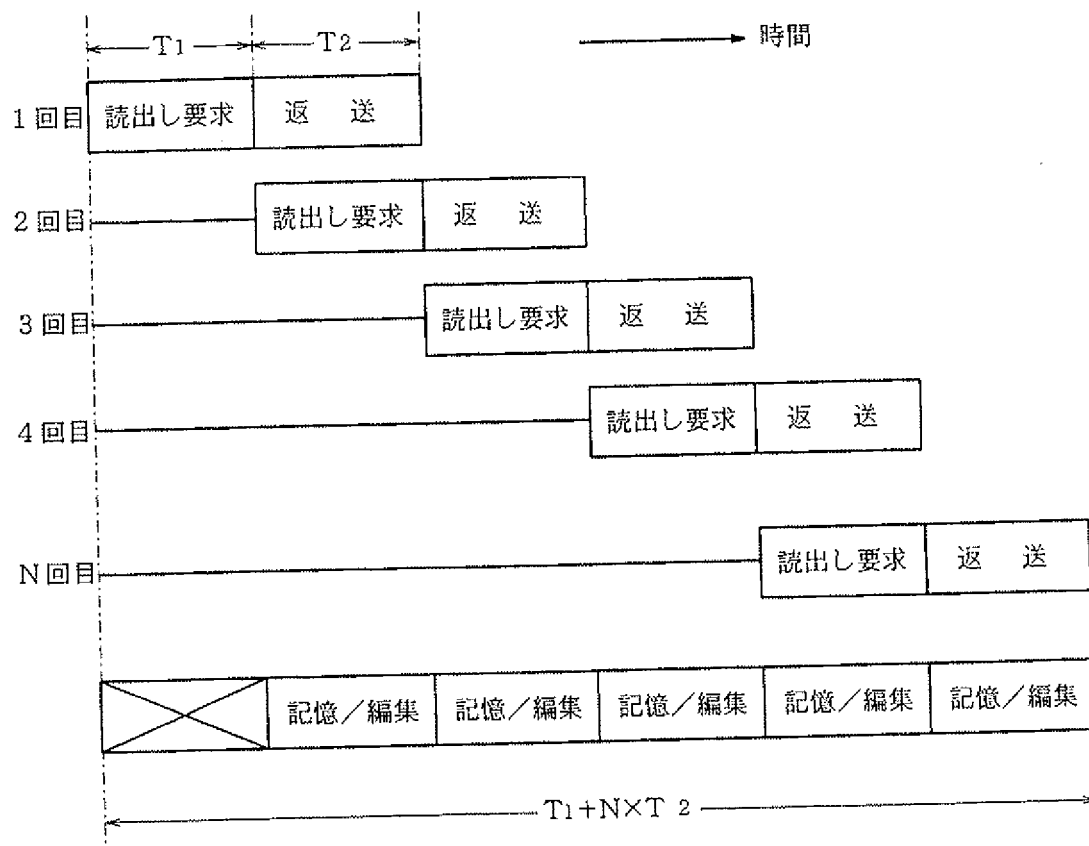 T1 T2 時間
1回目 読出し要求 返 送
2回目 読出し要求 返 送
3回目 読出し要求 返 送
4回目 読出し要求 返 送
N回目 読出し要求 返 送
記憶/編集 記憶/編集 記憶/編集 記憶/編集 記憶/編集
T1+N×T 2